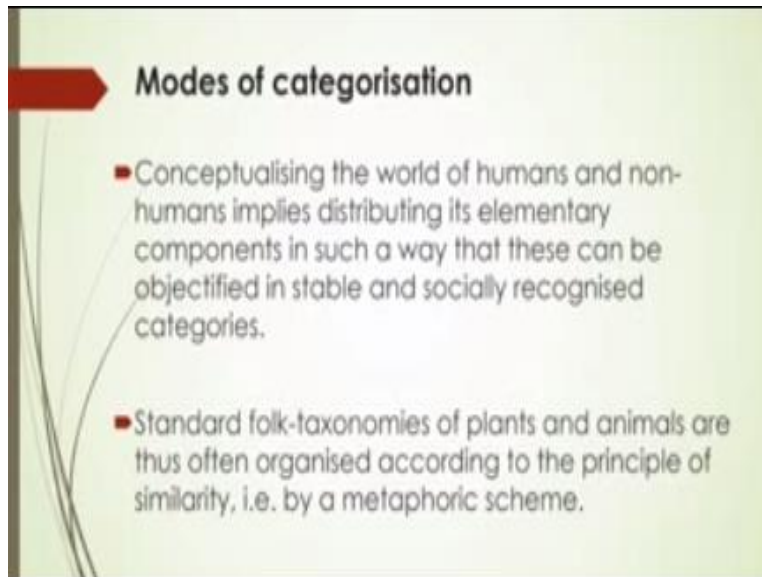 Modes of categorisation
Conceptualising the world of humans and non-
humans implies distributing its elementary
components in such a way that these can be
objectified in stable and socially recognised
categories.
Standard folk-taxonomies of plants and animals are
thus often organised according to the principle of
similarity, i.e. by a metaphoric scheme.